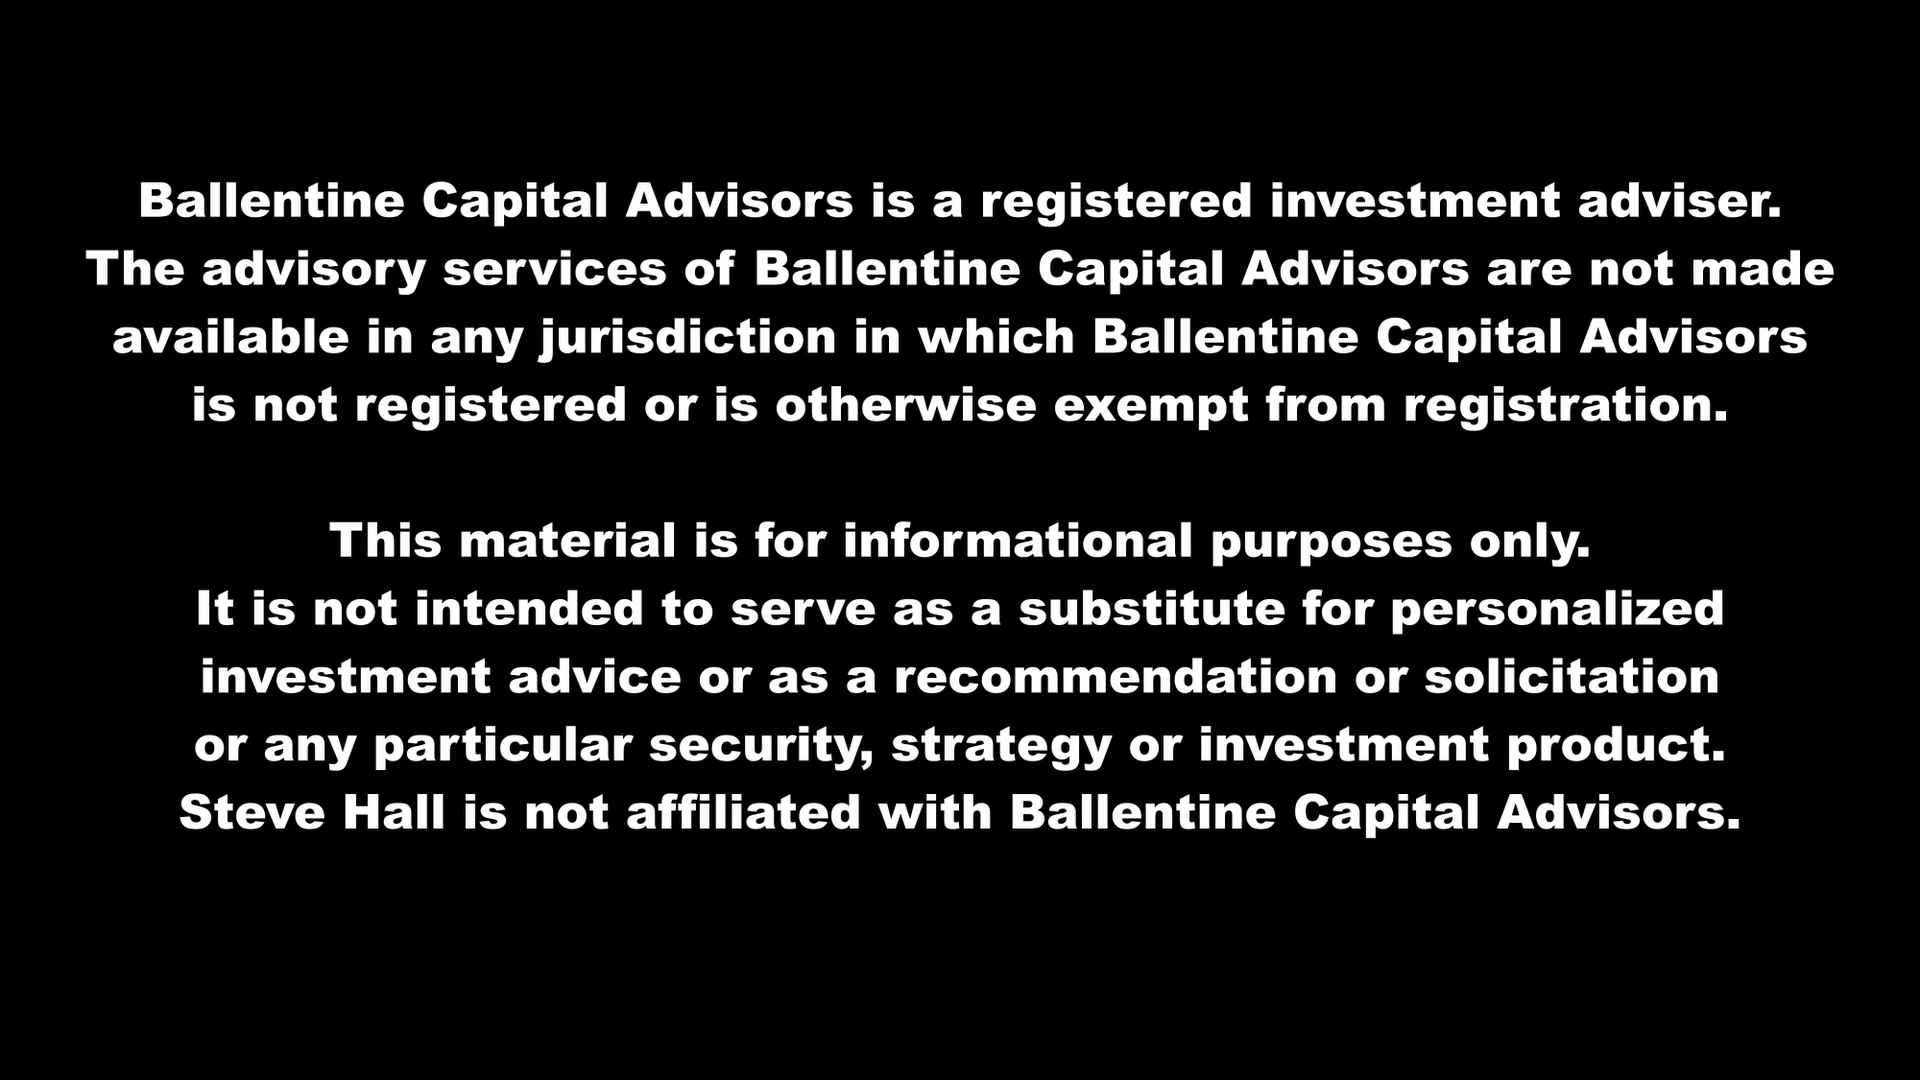 Ballentine Capital Advisors is a registered investment adviser.
The advisory services of Ballentine Capital Advisors are not made
available in any jurisdiction in which Ballentine Capital Advisors
is not registered or is otherwise exempt from registration.
This material is for informational purposes only.
It is not intended to serve as a substitute for personalized
investment advice or as a recommendation or solicitation
or any particular security, strategy or investment product.
Steve Hall is not affiliated with Ballentine Capital Advisors.